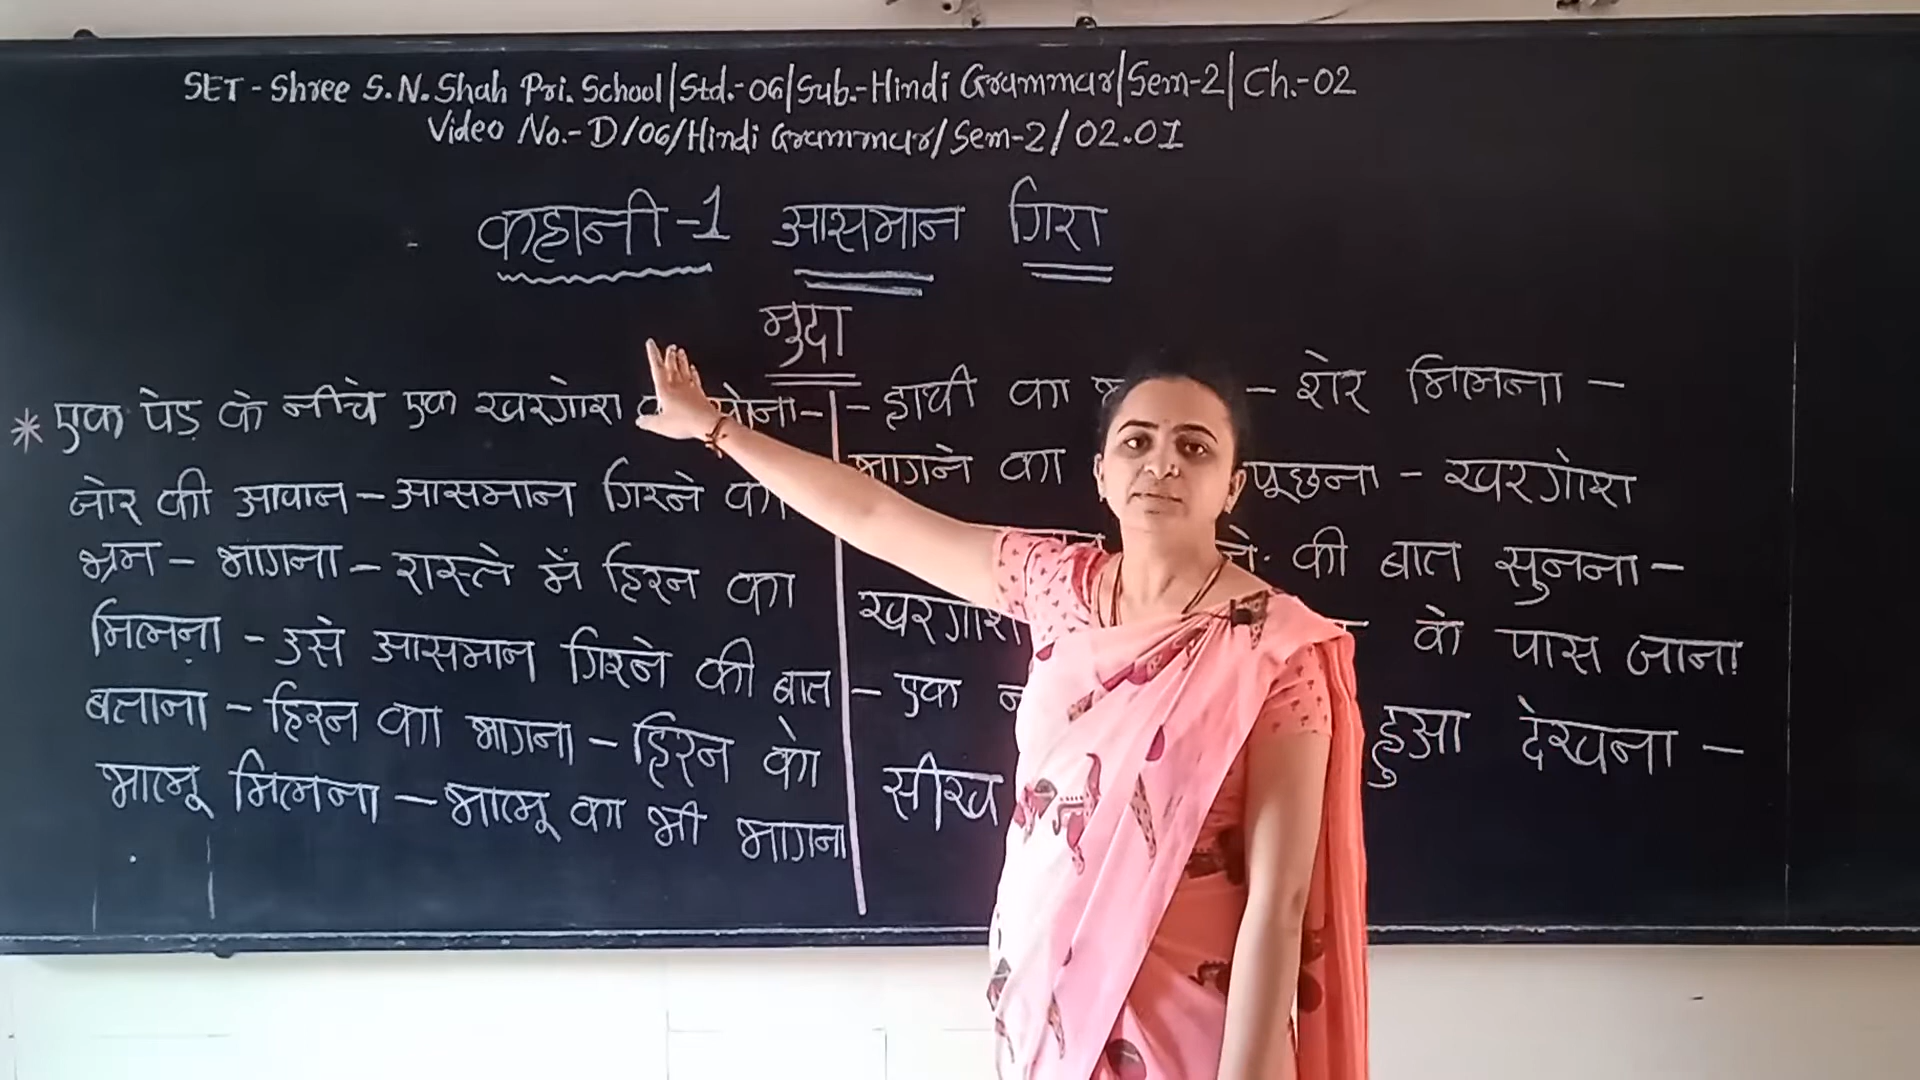 SET - Shree S.N. Shah Pri. School/Std.-06/Sub.-Hindi Grammar/Sem-2/Ch.-02
Video No.- D/06/Hindi Grammar/Sem-2/02.01
कहानी-1 आसमान गिरा
मुद्दा
* एक पेड़ के नीचे एक खरगोश सोना-
जोर की आवाज - आसमान गिरने का
भ्रम - भागना - रास्ते में हिरन का
मिलना - उसे आसमान गिरने की बात
बताना - हिरन का भागना - हिरन को
भालू मिलना - भालू का भी भागना
- हाथी का - शेर मिलना -
भागने का पूछना - खरगोश
की बात सुनना -
खरगोश के पास जाना
- एक हुआ देखना -
सीख